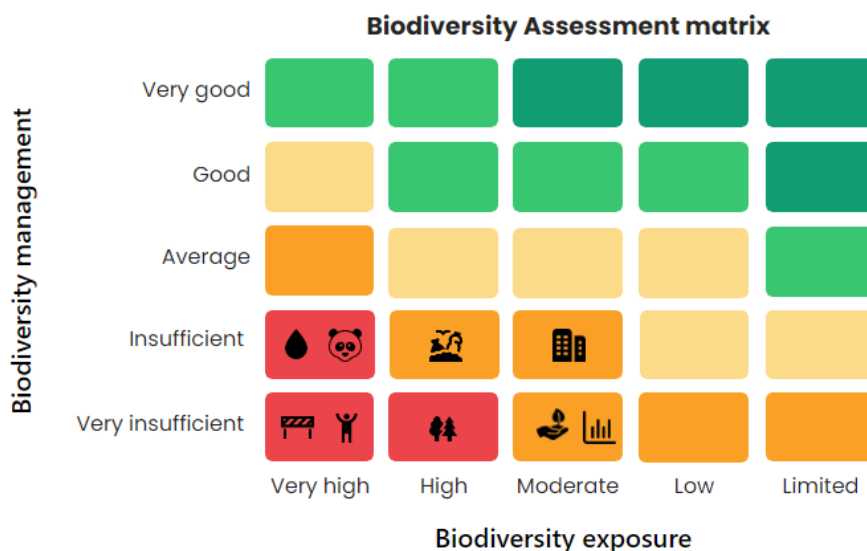 Biodiversity Assessment matrix
Biodiversity management
Very good
Good
Average
Insufficient
Very insufficient
Very high High Moderate Low Limited
Biodiversity exposure